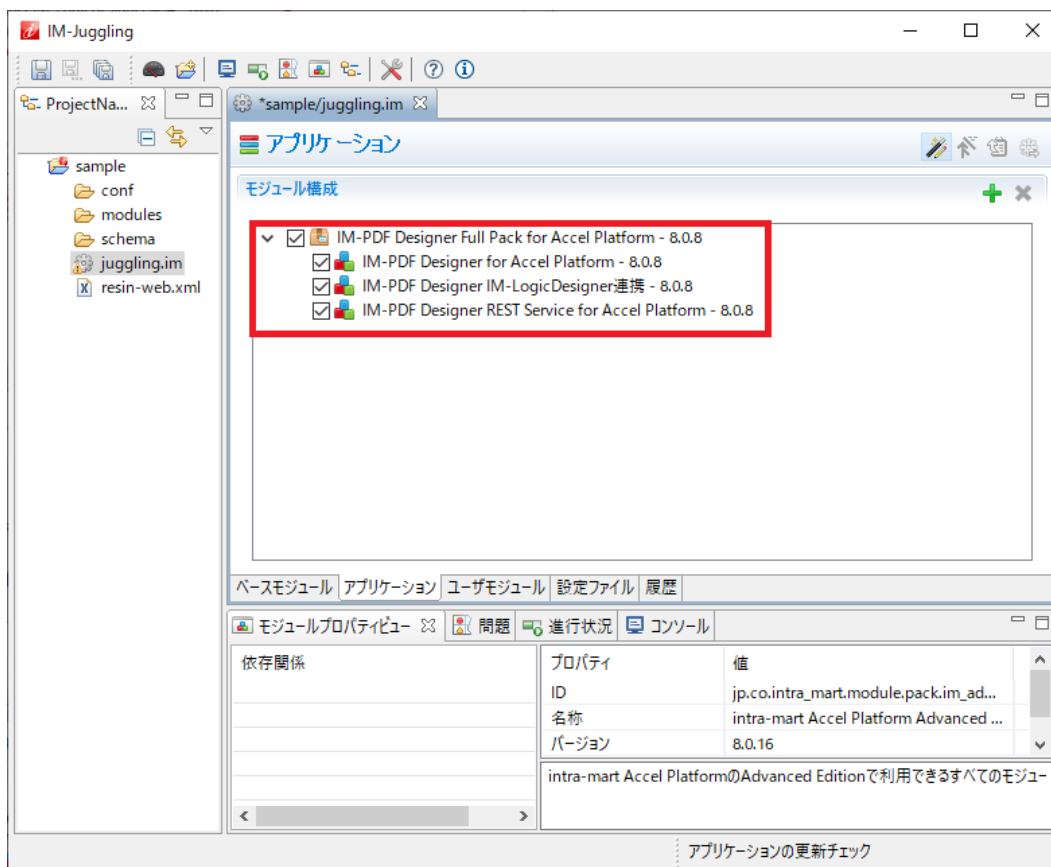 IM-Juggling
ProjectNa...
*sample/juggling.im
sample
conf
modules
schema
juggling.im
resin-web.xml
アプリケーション
モジュール構成
IM-PDF Designer Full Pack for Accel Platform - 8.0.8
IM-PDF Designer for Accel Platform - 8.0.8
IM-PDF Designer IM-LogicDesigner連携 - 8.0.8
IM-PDF Designer REST Service for Accel Platform - 8.0.8
ベースモジュール アプリケーション ユーザモジュール 設定ファイル 履歴
モジュールプロパティビュー 問題 進行状況 コンソール
依存関係
プロパティ 値
ID jp.co.intra_mart.module.pack.im_ad...
名称 intra-mart Accel Platform Advanced ...
バージョン 8.0.16
intra-mart Accel PlatformのAdvanced Editionで利用できるすべてのモジュー
アプリケーションの更新チェック